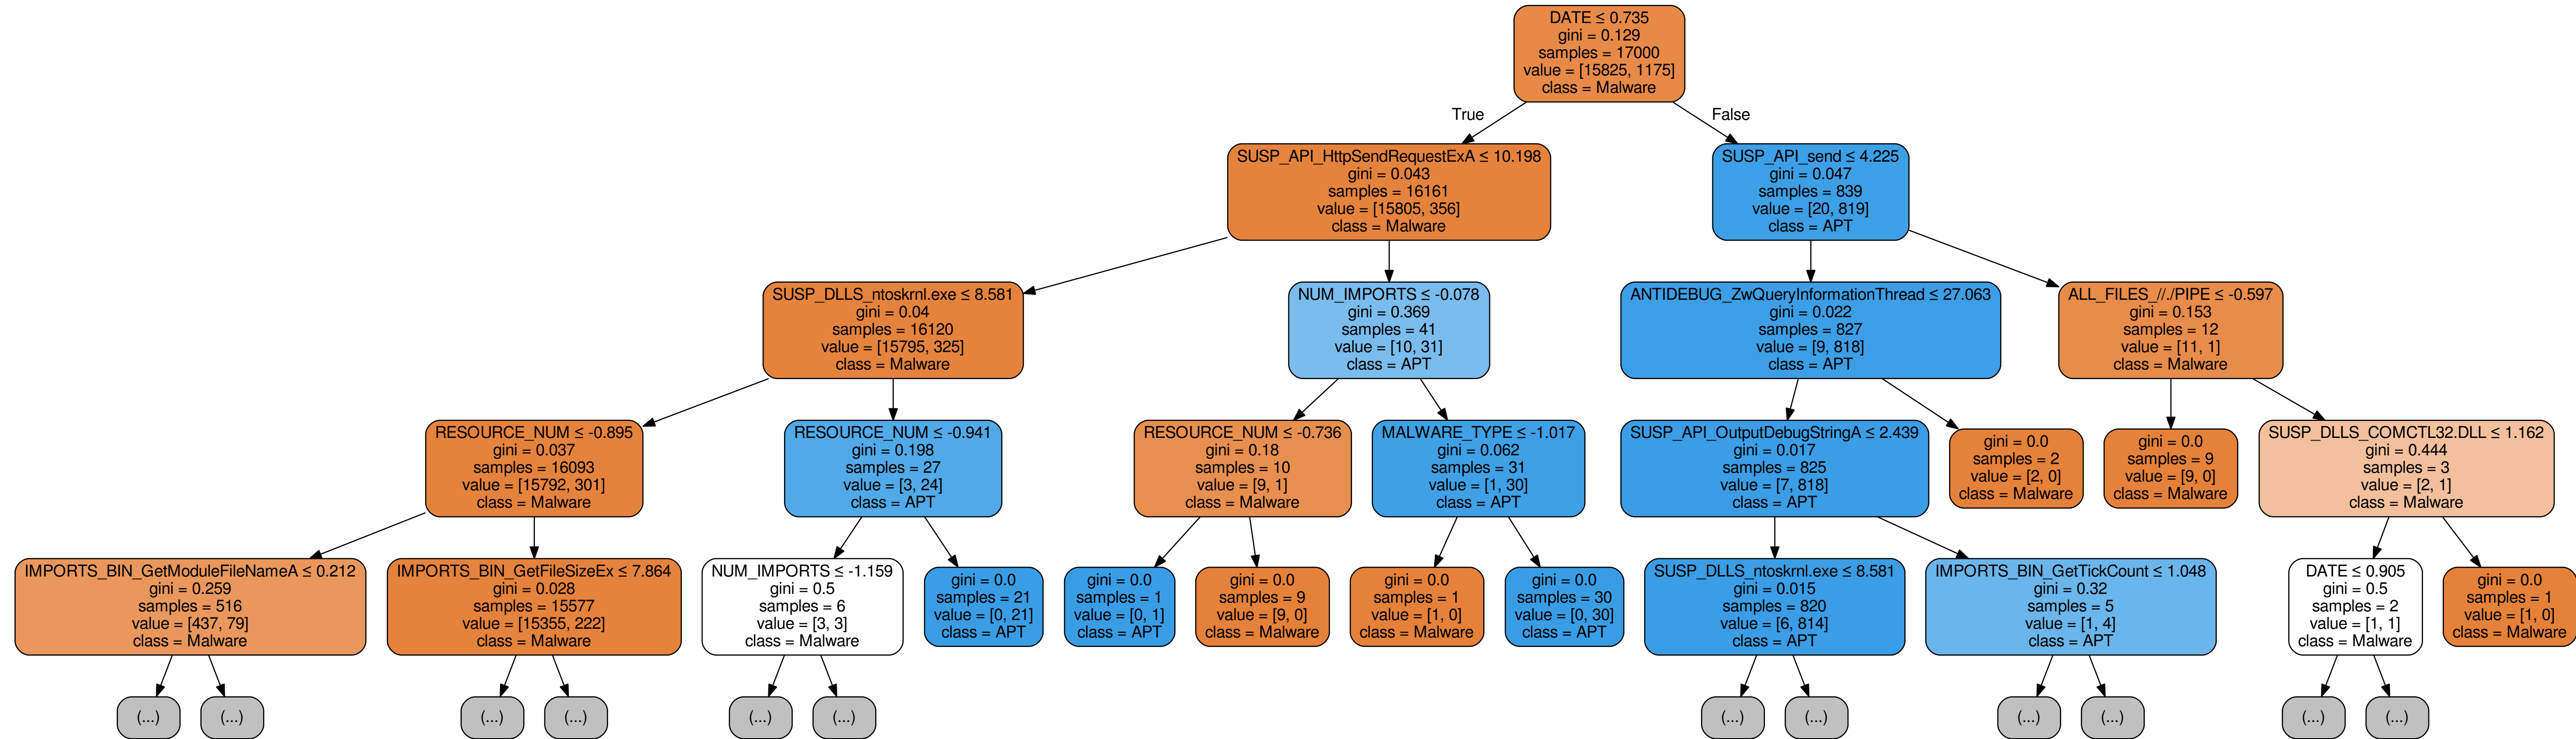 DATE ≤ 0.735
gini = 0.129
samples = 17000
value = [15825, 1175]
class = Malware
True
False
SUSP_API_HttpSendRequestExA ≤ 10.198
gini = 0.043
samples = 16161
value = [15805, 356]
class = Malware
SUSP_API_send ≤ 4.225
gini = 0.047
samples = 839
value = [20, 819]
class = APT
SUSP_DLLS_ntoskrnl.exe ≤ 8.581
gini = 0.04
samples = 16120
value = [15795, 325]
class = Malware
NUM_IMPORTS ≤ -0.078
gini = 0.369
samples = 41
value = [10, 31]
class = APT
ANTIDEBUG_ZwQueryInformationThread ≤ 27.063
gini = 0.022
samples = 827
value = [9, 818]
class = APT
ALL_FILES_//./PIPE ≤ -0.597
gini = 0.153
samples = 12
value = [11, 1]
class = Malware
RESOURCE_NUM ≤ -0.895
gini = 0.037
samples = 16093
value = [15792, 301]
class = Malware
RESOURCE_NUM ≤ -0.941
gini = 0.198
samples = 27
value = [3, 24]
class = APT
RESOURCE_NUM ≤ -0.736
gini = 0.18
samples = 10
value = [9, 1]
class = Malware
MALWARE_TYPE ≤ -1.017
gini = 0.062
samples = 31
value = [1, 30]
class = APT
SUSP_API_OutputDebugStringA ≤ 2.439
gini = 0.017
samples = 825
value = [7, 818]
class = APT
gini = 0.0
samples = 2
value = [2, 0]
class = Malware
gini = 0.0
samples = 9
value = [9, 0]
class = Malware
SUSP_DLLS_COMCTL32.DLL ≤ 1.162
gini = 0.444
samples = 3
value = [2, 1]
class = Malware
IMPORTS_BIN_GetModuleFileNameA ≤ 0.212
gini = 0.259
samples = 516
value = [437, 79]
class = Malware
IMPORTS_BIN_GetFileSizeEx ≤ 7.864
gini = 0.028
samples = 15577
value = [15355, 222]
class = Malware
NUM_IMPORTS ≤ -1.159
gini = 0.5
samples = 6
value = [3, 3]
class = Malware
gini = 0.0
samples = 21
value = [0, 21]
class = APT
gini = 0.0
samples = 1
value = [0, 1]
class = APT
gini = 0.0
samples = 9
value = [9, 0]
class = Malware
gini = 0.0
samples = 1
value = [1, 0]
class = Malware
gini = 0.0
samples = 30
value = [0, 30]
class = APT
SUSP_DLLS_ntoskrnl.exe ≤ 8.581
gini = 0.015
samples = 820
value = [6, 814]
class = APT
IMPORTS_BIN_GetTickCount ≤ 1.048
gini = 0.32
samples = 5
value = [1, 4]
class = APT
DATE ≤ 0.905
gini = 0.5
samples = 2
value = [1, 1]
class = Malware
gini = 0.0
samples = 1
value = [1, 0]
class = Malware
(...)
(...)
(...)
(...)
(...)
(...)
(...)
(...)
(...)
(...)
(...)
(...)